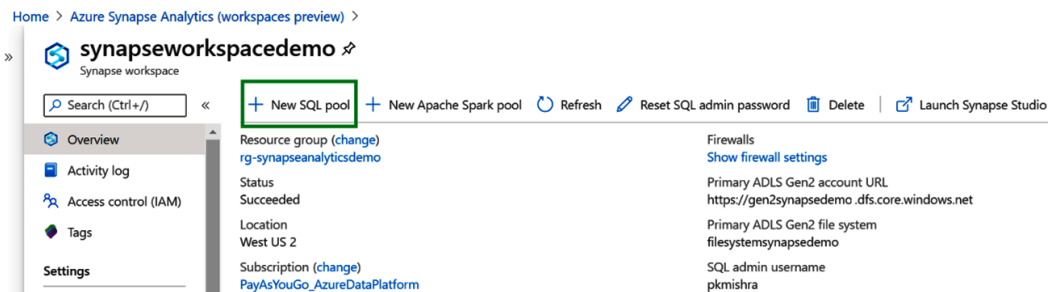 Home > Azure Synapse Analytics (workspaces preview) >
»
synapseworkspacedemo
Synapse workspace
Search (Ctrl+/)
«
+ New SQL pool
+ New Apache Spark pool
Refresh
Reset SQL admin password
Delete
Launch Synapse Studio
Overview
Activity log
Access control (IAM)
Tags
Settings
Resource group (change)
rg-synapseanalyticsdemo
Status
Succeeded
Location
West US 2
Subscription (change)
PayAsYouGo_AzureDataPlatform
Firewalls
Show firewall settings
Primary ADLS Gen2 account URL
https://gen2synapsedemo .dfs.core.windows.net
Primary ADLS Gen2 file system
filesystemsynapsedemo
SQL admin username
pkmishra